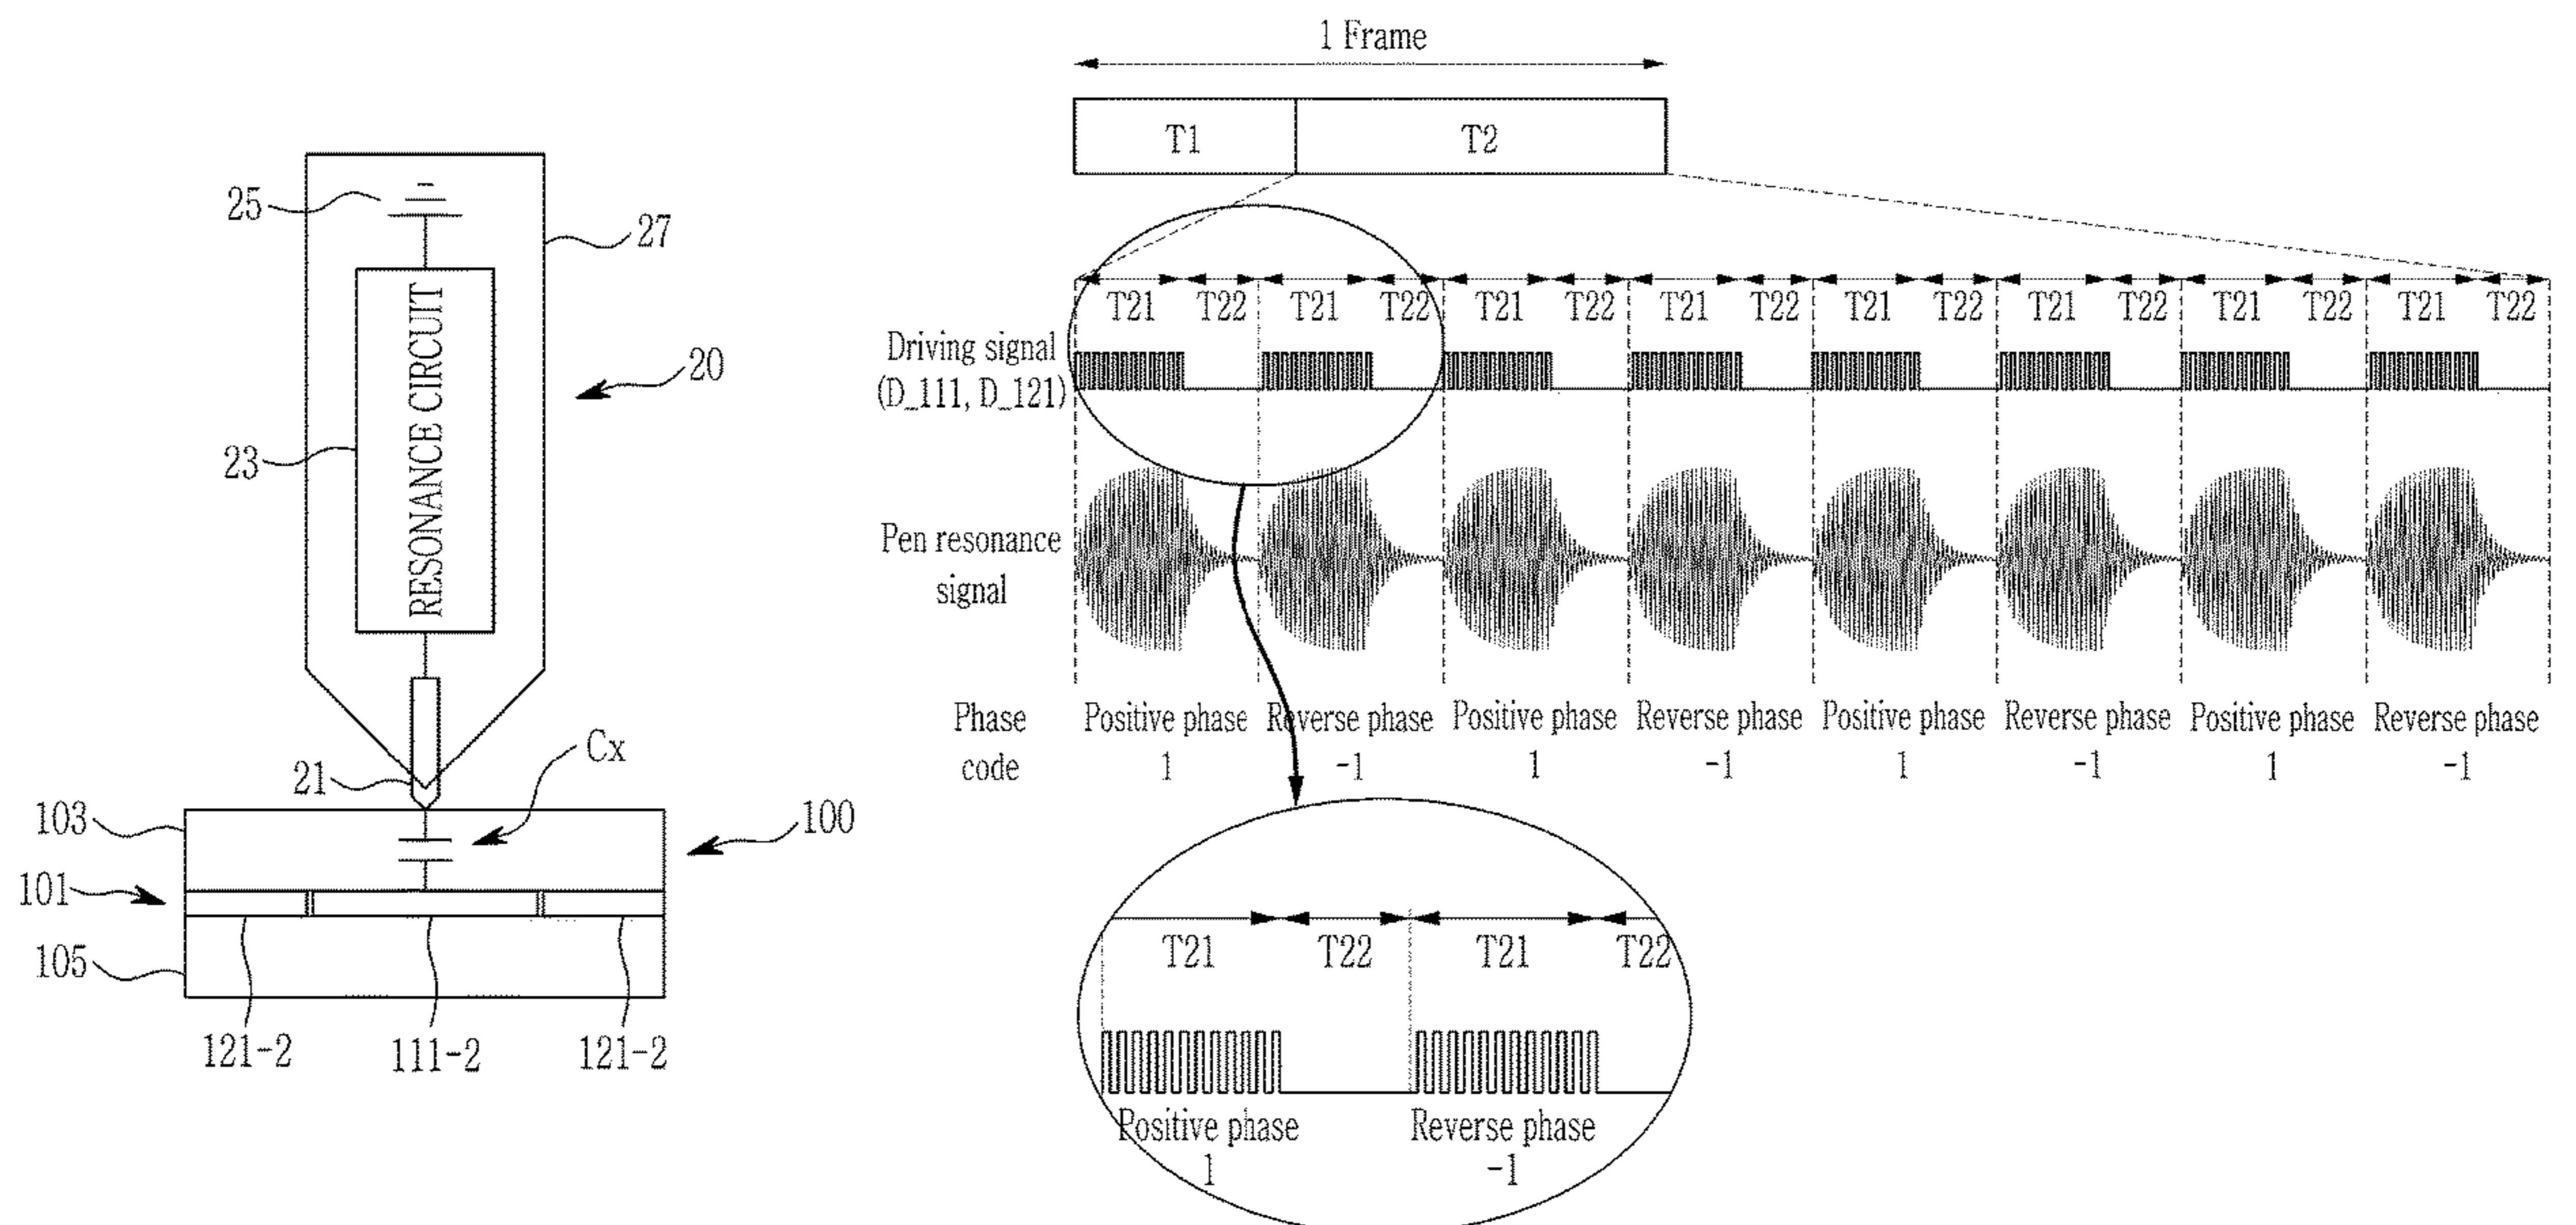 25
27
RESONANCE CIRCUIT
20
23
21
Cx
103
100
101
105
121-2
111-2
121-2
1 Frame
T1
T2
T21 T22 T21 T22 T21 T22 T21 T22 T21 T22 T21 T22 T21 T22 T21 T22
Driving signal
(D_111, D_121)
Pen resonance
signal
Phase
code
Positive phase Reverse phase Positive phase Reverse phase Positive phase Reverse phase Positive phase Reverse phase
1 -1 1 -1 1 -1 1 -1
T21 T22 T21 T22
Positive phase Reverse phase
1 -1